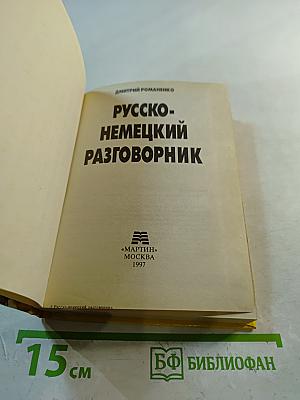 ДМИТРИЙ РОМАНЕНКО
РУССКО-
НЕМЕЦКИЙ
РАЗГОВОРНИК
«МАРТИН»
МОСКВА
1997
15 см
БФ БИБЛИОФАН